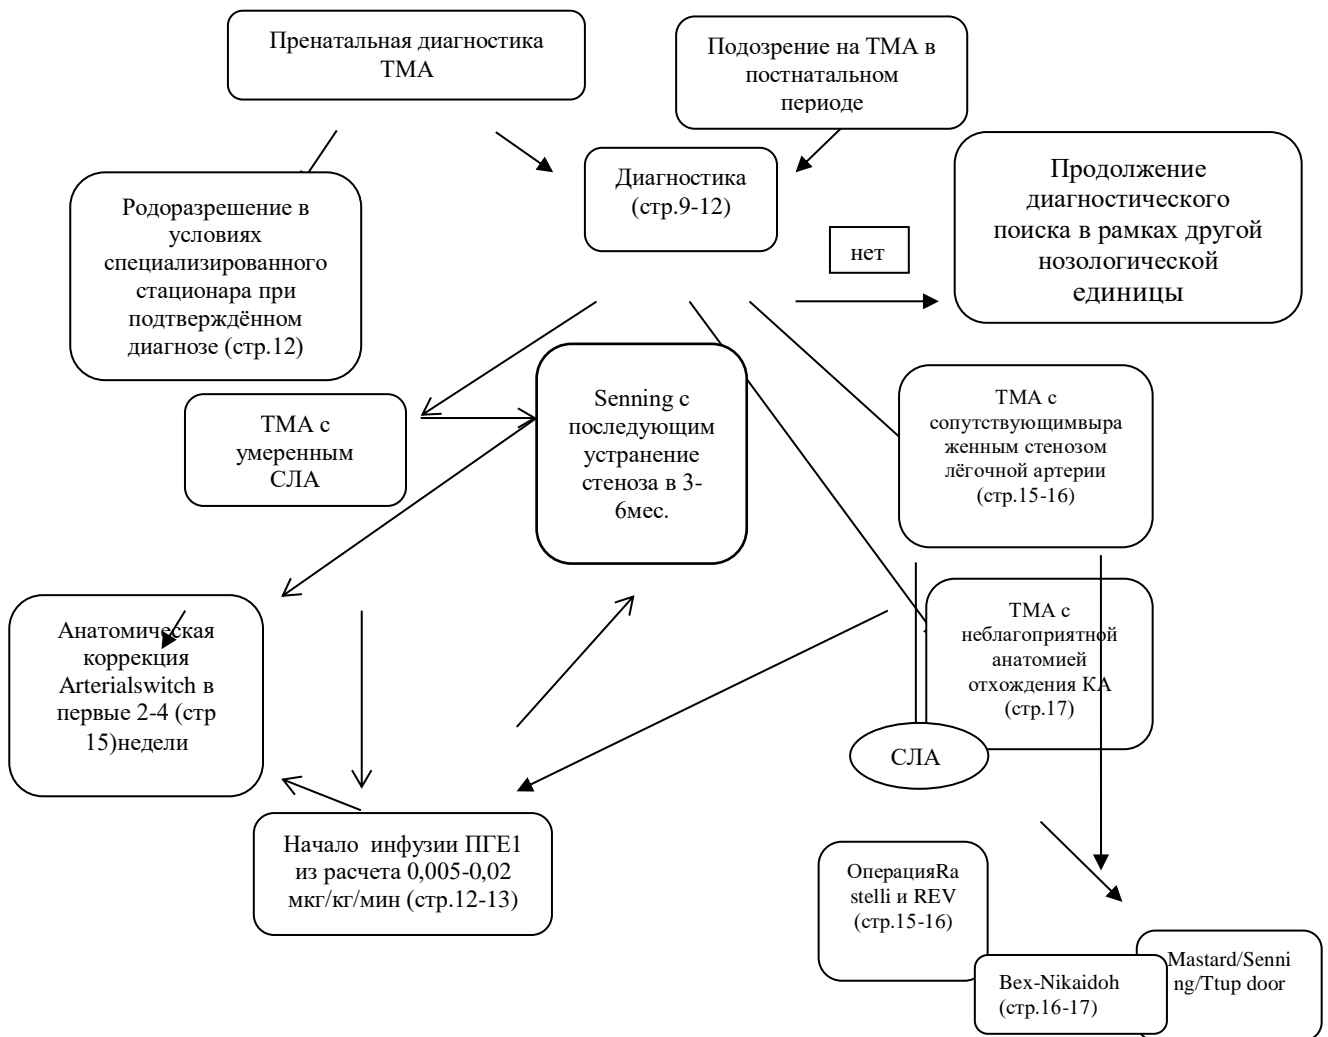 Пренатальная диагностика
ТМА
Подозрение на ТМА в
постнатальном
периоде
Диагностика
(стр.9-12)
Продолжение
диагностического
поиска в рамках другой
нозологической
единицы
нет
Родоразрешение в
условиях
специализированного
стационара при
подтверждённом
диагнозе (стр.12)
ТМА с
умеренным
СЛА
Senning с
последующим
устранение
стеноза в 3-
6мес.
ТМА с
сопутствующимвыра
женным стенозом
лёгочной артерии
(стр.15-16)
Анатомическая
коррекция
Arterialswitch в
первые 2-4 (стр
15)недели
ТМА с
неблагоприятной
анатомией
отхождения КА
(стр.17)
СЛА
Начало  инфузии ПГЕ1
из расчета 0,005-0,02
мкг/кг/мин (стр.12-13)
ОперацияRa
stelli и REV
(стр.15-16)
Bex-Nikaidoh
(стр.16-17)
Mastard/Senni
ng/Ttup door